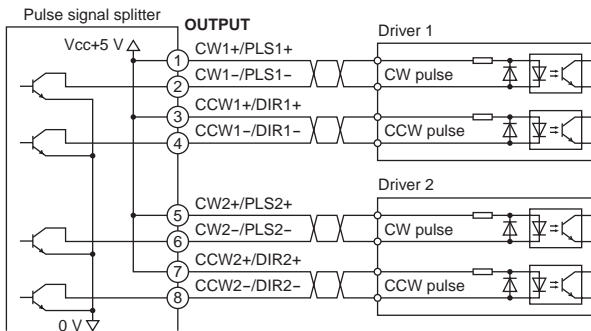 Pulse signal splitter
OUTPUT
Vcc+5 V
Driver 1
1 CW1+/PLS1+
2 CW1−/PLS1− CW pulse
3 CCW1+/DIR1+
4 CCW1−/DIR1− CCW pulse
Driver 2
5 CW2+/PLS2+
6 CW2−/PLS2− CW pulse
7 CCW2+/DIR2+
8 CCW2−/DIR2− CCW pulse
0 V